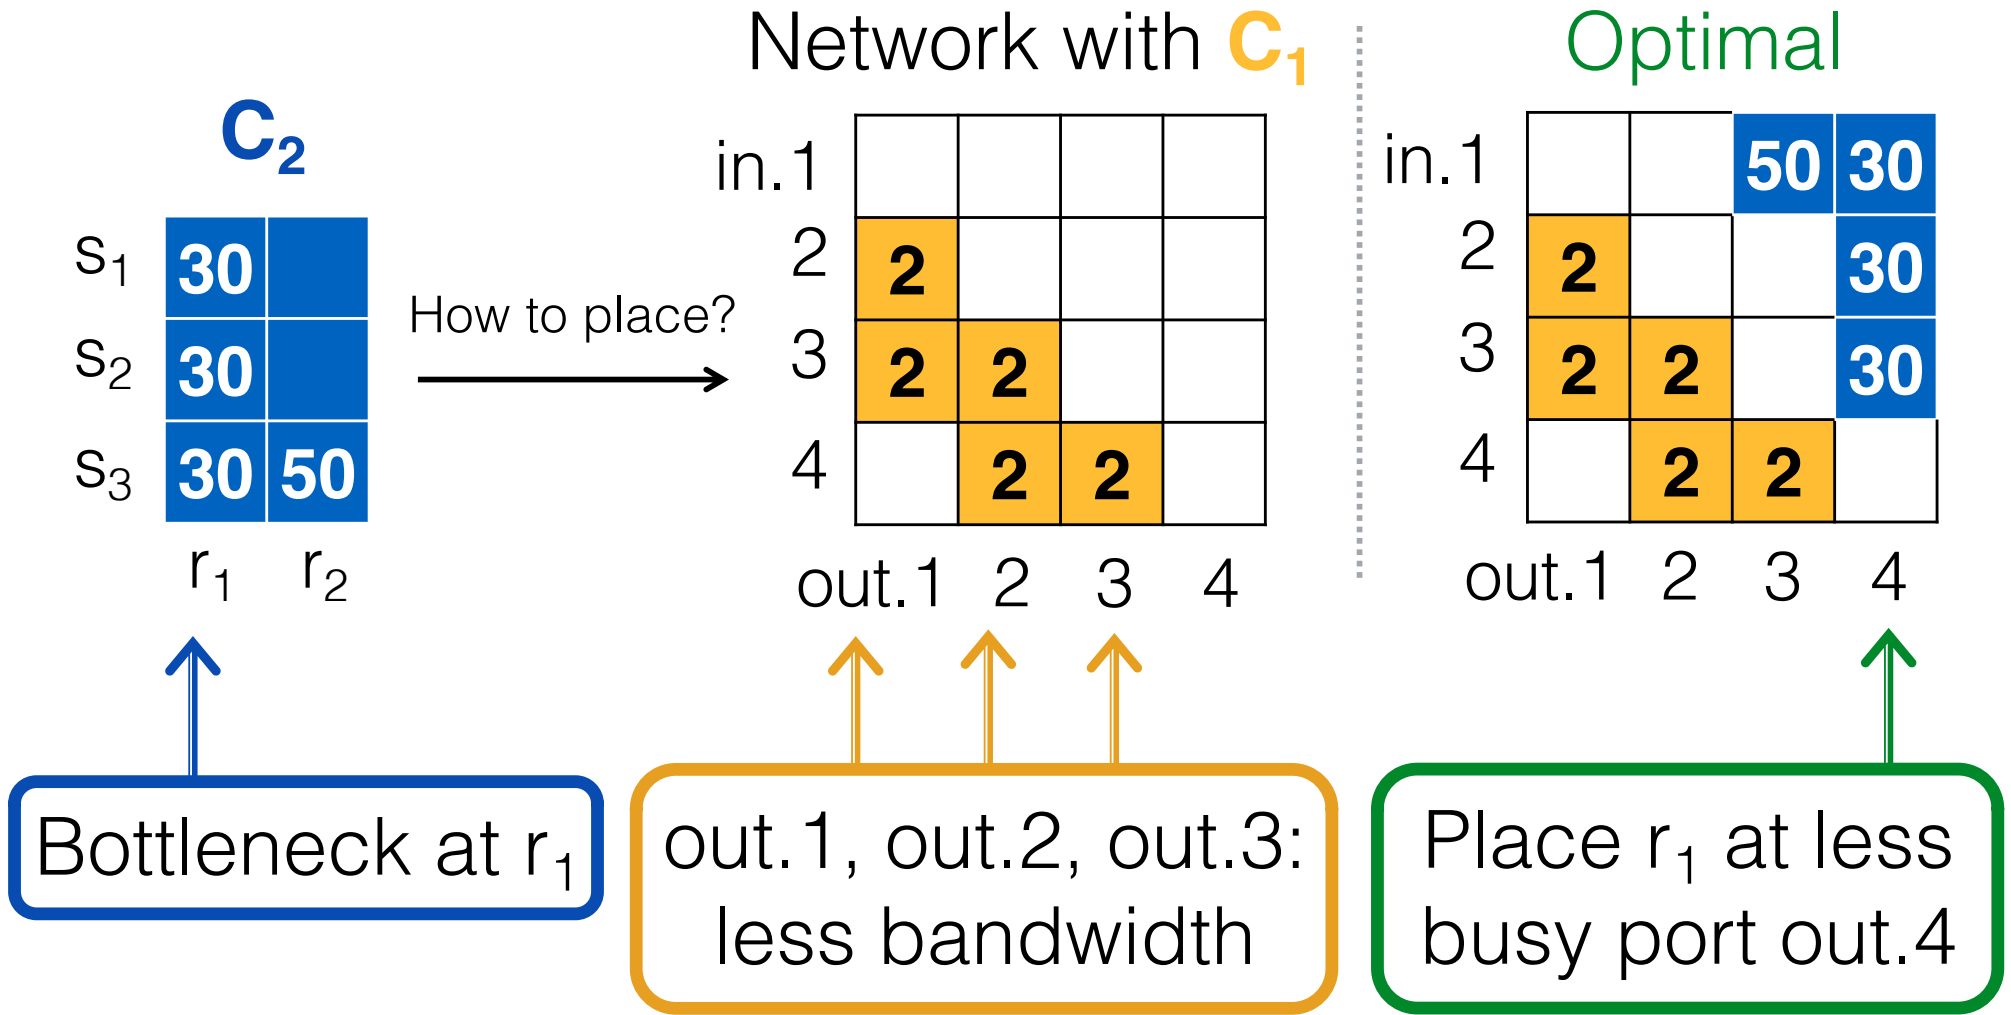 C₂
s₁ 30
s₂ 30
s₃ 30 50
r₁ r₂
How to place?
Network with C₁
in.1
2 2
3 2 2
4 2 2
out.1 2 3 4
Optimal
in.1 50 30
2 2 30
3 2 2 30
4 2 2
out.1 2 3 4
Bottleneck at r₁
out.1, out.2, out.3:
less bandwidth
Place r₁ at less
busy port out.4